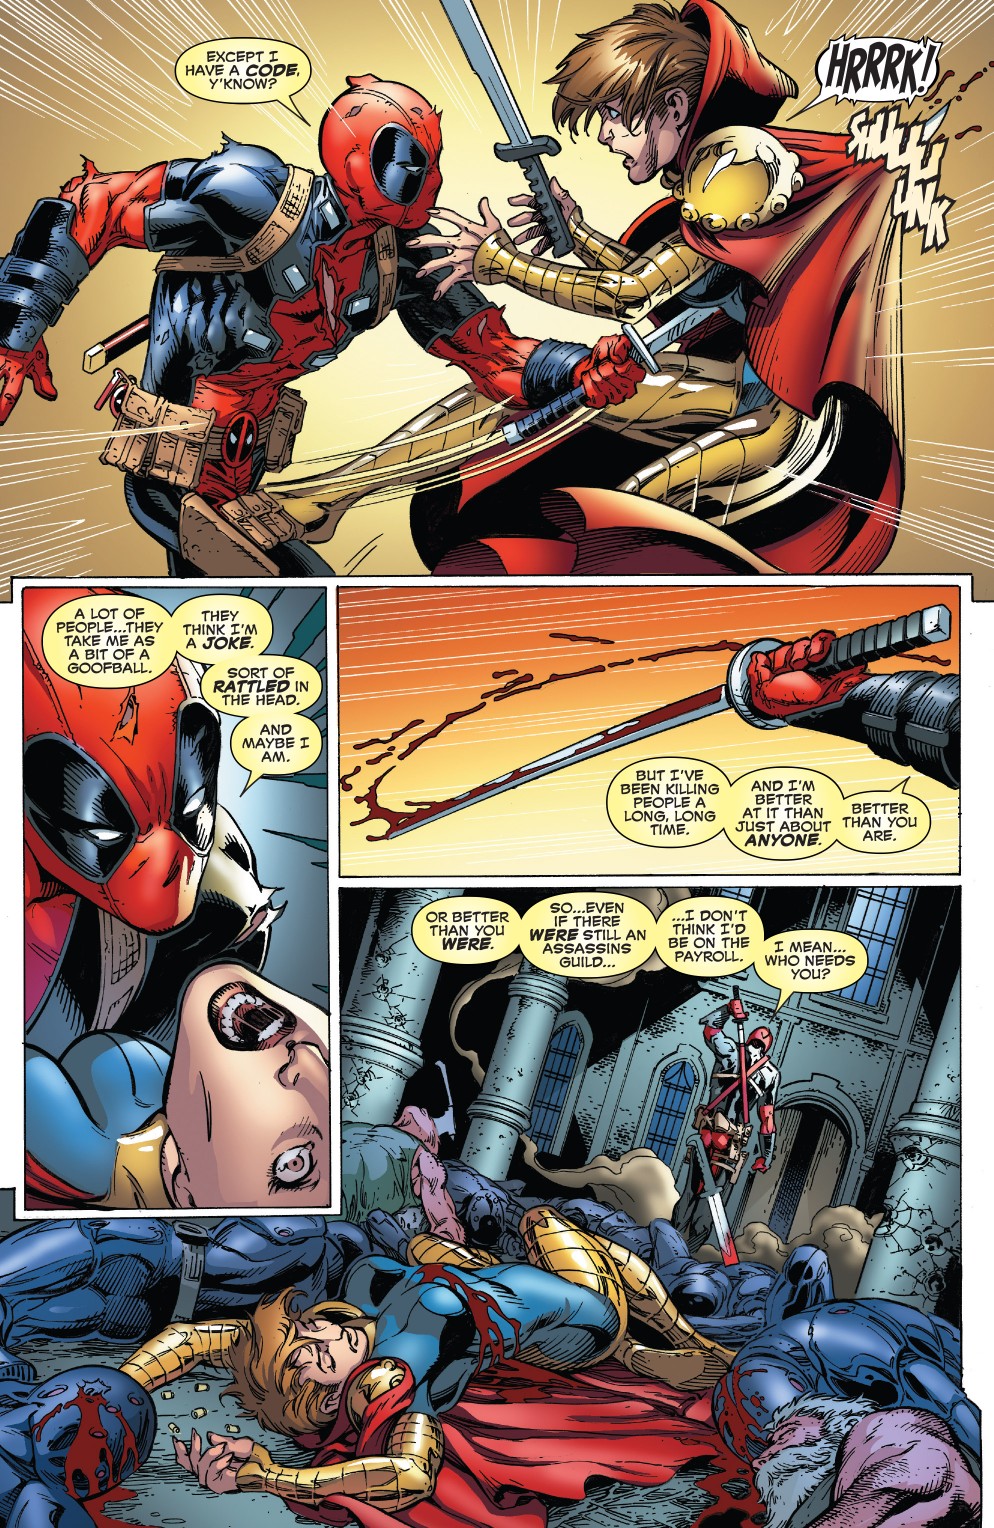 EXCEPT I
HAVE A CODE,
Y'KNOW?
HRRRK!
SHUUU
UNK
A LOT OF
PEOPLE...THEY
TAKE ME AS
A BIT OF A
GOOFBALL.
THEY
THINK I'M
A JOKE.
SORT OF
RATTLED IN
THE HEAD.
AND
MAYBE I
AM.
BUT I'VE
BEEN KILLING
PEOPLE A
LONG, LONG
TIME.
AND I'M
BETTER
AT IT THAN
JUST ABOUT
ANYONE.
BETTER
THAN YOU
ARE.
OR BETTER
THAN YOU
WERE.
SO...EVEN
IF THERE
WERE STILL AN
ASSASSINS
GUILD...
...I DON'T
THINK I'D
BE ON THE
PAYROLL.
I MEAN...
WHO NEEDS
YOU?